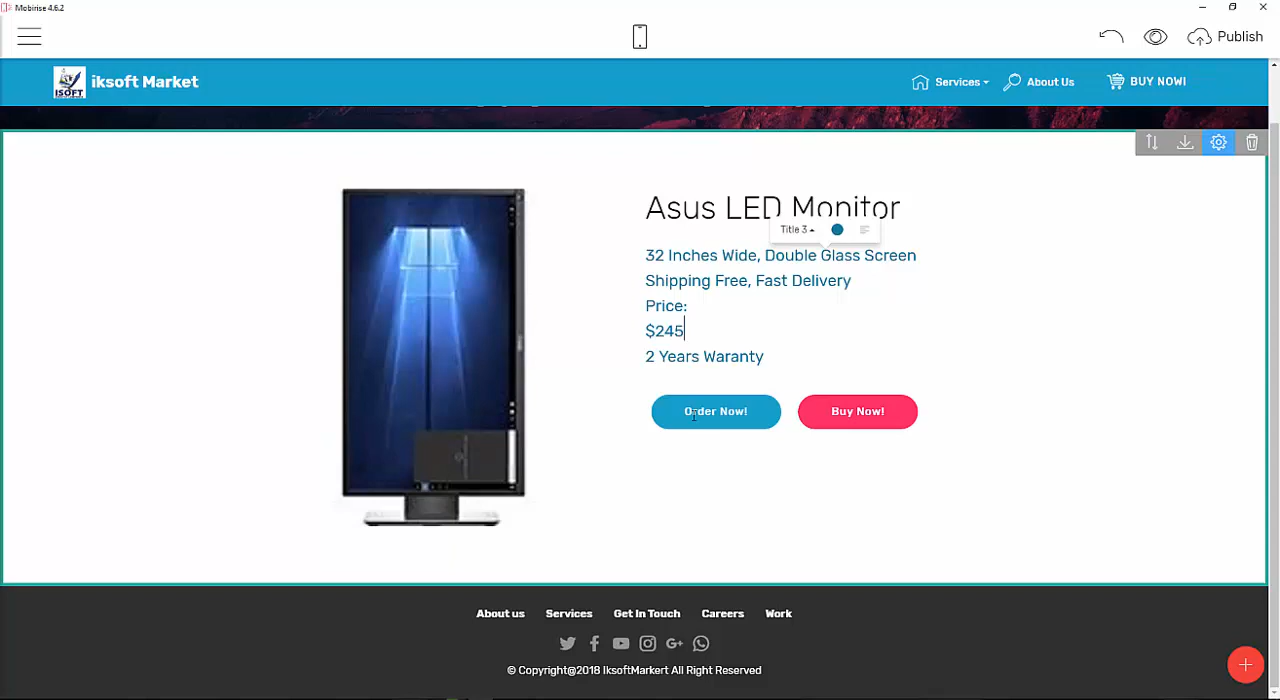 Mobirise 4.6.2
Publish
ISOFT
iksoft Market
Services
About Us
BUY NOW!
Asus LED Monitor
Title 3
32 Inches Wide, Double Glass Screen
Shipping Free, Fast Delivery
Price:
$245
2 Years Waranty
Order Now!
Buy Now!
About us
Services
Get In Touch
Careers
Work
© Copyright@2018 IksoftMarkert All Right Reserved